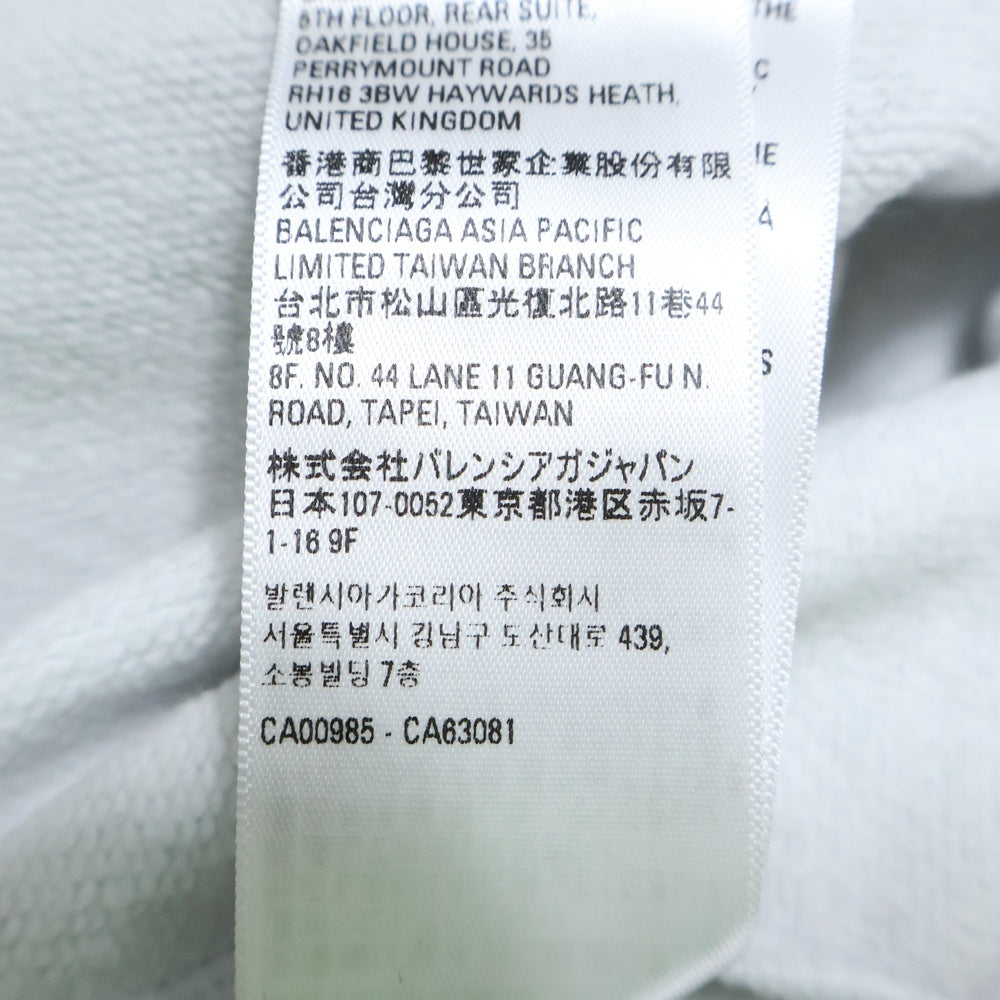 5TH FLOOR, REAR SUITE,
OAKFIELD HOUSE, 35
PERRYMOUNT ROAD
RH16 3BW HAYWARDS HEATH,
UNITED KINGDOM
番港商巴黎世家企業股份有限
公司台灣分公司
BALENCIAGA ASIA PACIFIC
LIMITED TAIWAN BRANCH
台北市松山區光復北路11巷44
號8樓
8F. NO. 44 LANE 11 GUANG-FU N.
ROAD, TAPEI, TAIWAN
株式会社バレンシアガジャパン
日本107-0052東京都港区赤坂7-
1-16 9F
발렌시아가코리아 주식회사
서울특별시 강남구 도산대로 439,
소봉빌딩 7층
CA00985 - CA63081
THE